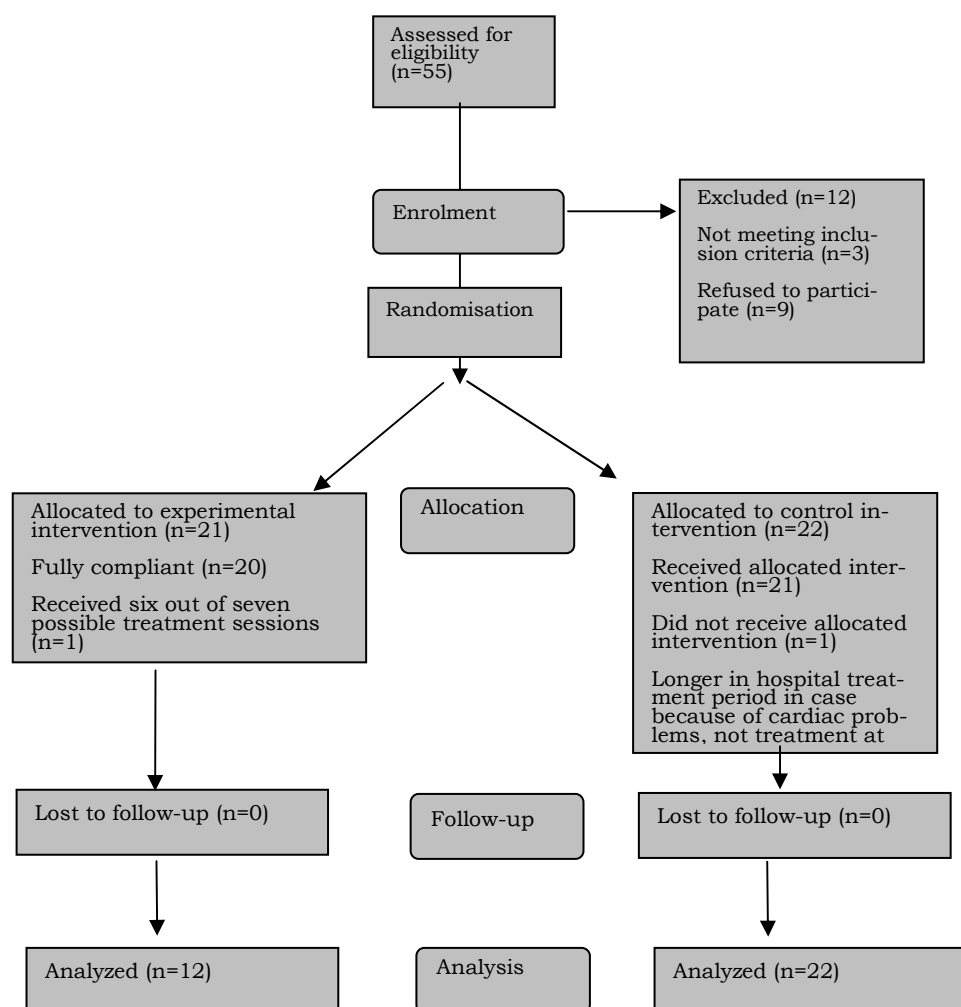 Assessed for
eligibility
(n=55)
Enrolment
Excluded (n=12)
Not meeting inclu-
sion criteria (n=3)
Refused to partici-
pate (n=9)
Randomisation
Allocated to experimental
intervention (n=21)
Fully compliant (n=20)
Received six out of seven
possible treatment sessions
(n=1)
Allocation
Allocated to control in-
tervention (n=22)
Received allocated inter-
vention (n=21)
Did not receive allocated
intervention (n=1)
Longer in hospital treat-
ment period in case
because of cardiac prob-
lems, not treatment at
Lost to follow-up (n=0)
Follow-up
Lost to follow-up (n=0)
Analyzed (n=12)
Analysis
Analyzed (n=22)